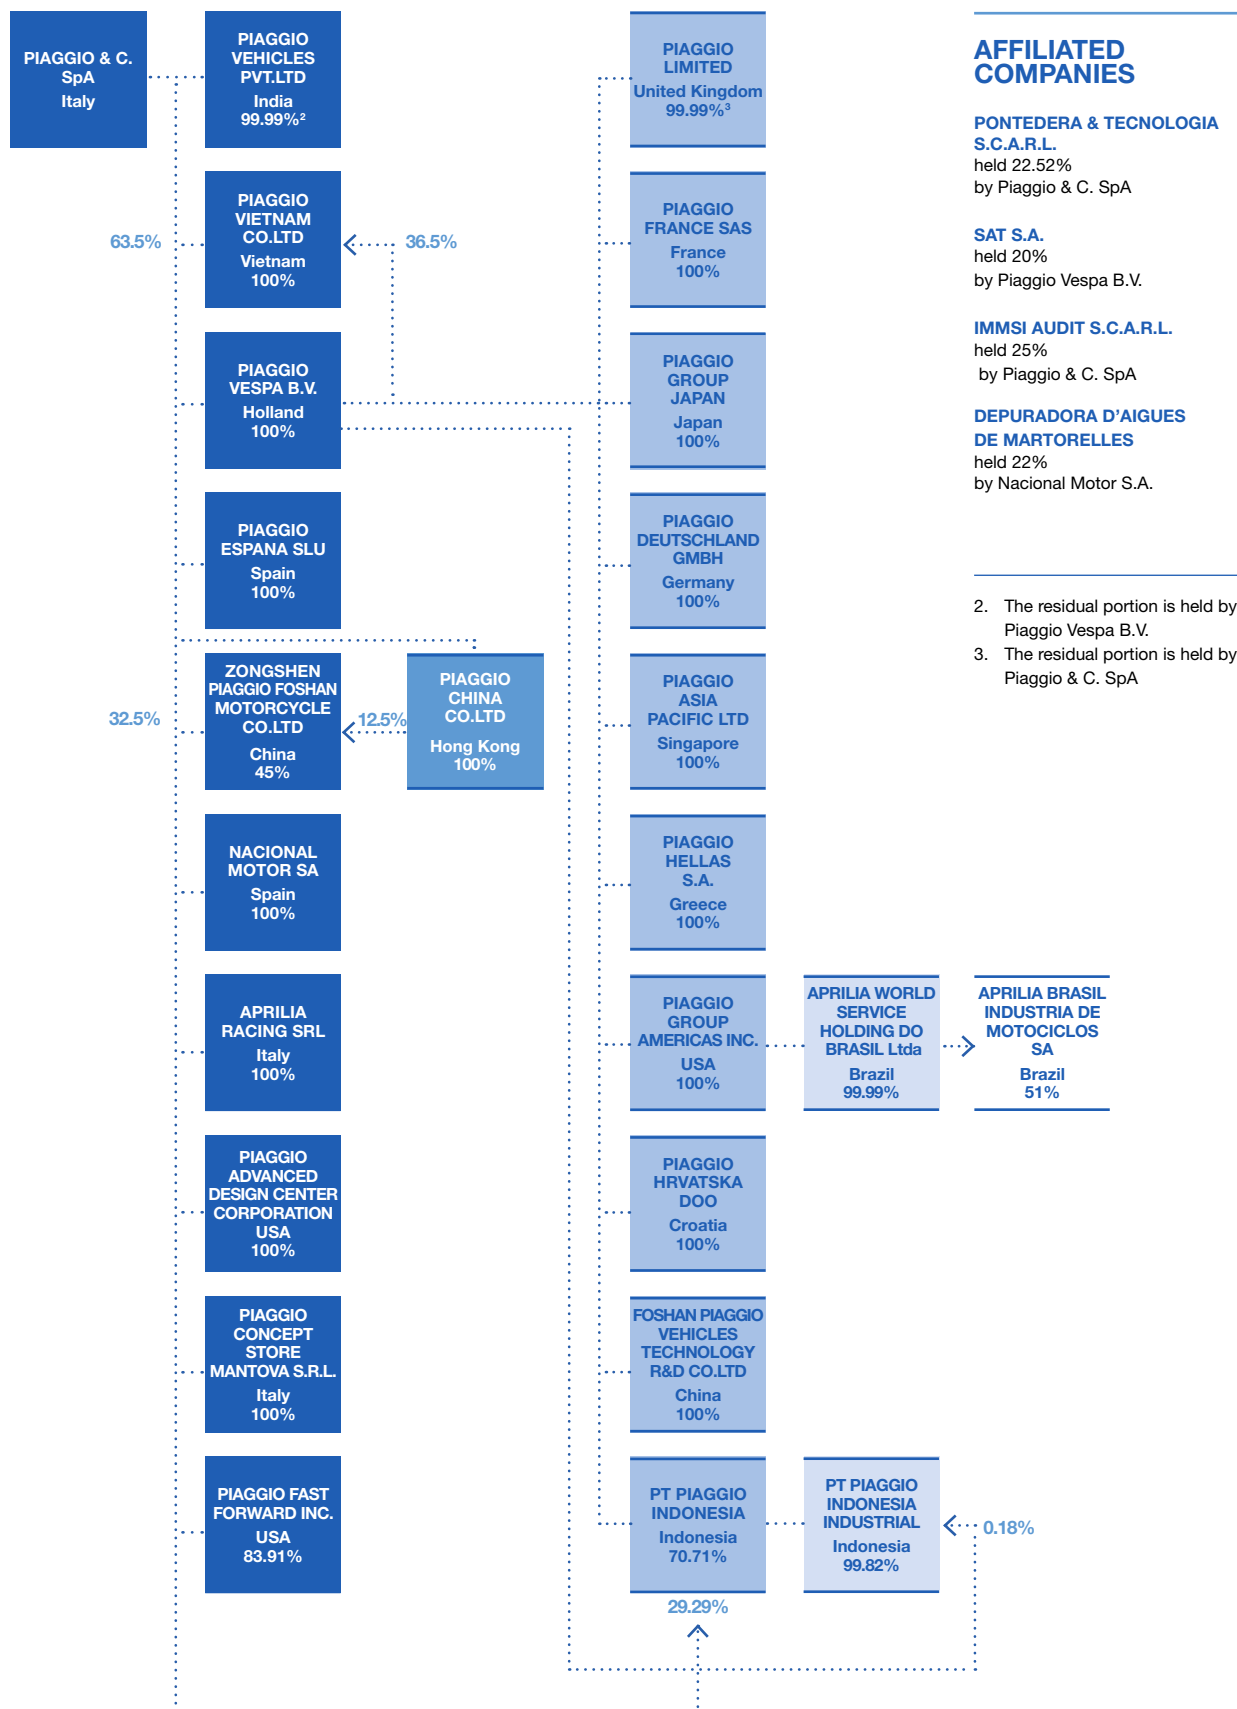 PIAGGIO & C.
SpA
Italy
PIAGGIO
VEHICLES
PVT.LTD
India
99.99%²
PIAGGIO
VIETNAM
CO.LTD
Vietnam
100%
63.5%
36.5%
PIAGGIO
VESPA B.V.
Holland
100%
PIAGGIO
ESPANA SLU
Spain
100%
ZONGSHEN
PIAGGIO FOSHAN
MOTORCYCLE
CO.LTD
China
45%
32.5%
12.5%
PIAGGIO
CHINA
CO.LTD
Hong Kong
100%
NACIONAL
MOTOR SA
Spain
100%
APRILIA
RACING SRL
Italy
100%
PIAGGIO
ADVANCED
DESIGN CENTER
CORPORATION
USA
100%
PIAGGIO
CONCEPT
STORE
MANTOVA S.R.L.
Italy
100%
PIAGGIO FAST
FORWARD INC.
USA
83.91%
PIAGGIO
LIMITED
United Kingdom
99.99%³
PIAGGIO
FRANCE SAS
France
100%
PIAGGIO
GROUP
JAPAN
Japan
100%
PIAGGIO
DEUTSCHLAND
GMBH
Germany
100%
PIAGGIO
ASIA
PACIFIC LTD
Singapore
100%
PIAGGIO
HELLAS
S.A.
Greece
100%
PIAGGIO
GROUP
AMERICAS INC.
USA
100%
APRILIA WORLD
SERVICE
HOLDING DO
BRASIL Ltda
Brazil
99.99%
APRILIA BRASIL
INDUSTRIA DE
MOTOCICLOS
SA
Brazil
51%
PIAGGIO
HRVATSKA
DOO
Croatia
100%
FOSHAN PIAGGIO
VEHICLES
TECHNOLOGY
R&D CO.LTD
China
100%
PT PIAGGIO
INDONESIA
Indonesia
70.71%
29.29%
PT PIAGGIO
INDONESIA
INDUSTRIAL
Indonesia
99.82%
0.18%
AFFILIATED
COMPANIES
PONTEDERA & TECNOLOGIA
S.C.A.R.L.
held 22.52%
by Piaggio & C. SpA
SAT S.A.
held 20%
by Piaggio Vespa B.V.
IMMSI AUDIT S.C.A.R.L.
held 25%
by Piaggio & C. SpA
DEPURADORA D’AIGUES
DE MARTORELLES
held 22%
by Nacional Motor S.A.
2. The residual portion is held by
Piaggio Vespa B.V.
3. The residual portion is held by
Piaggio & C. SpA